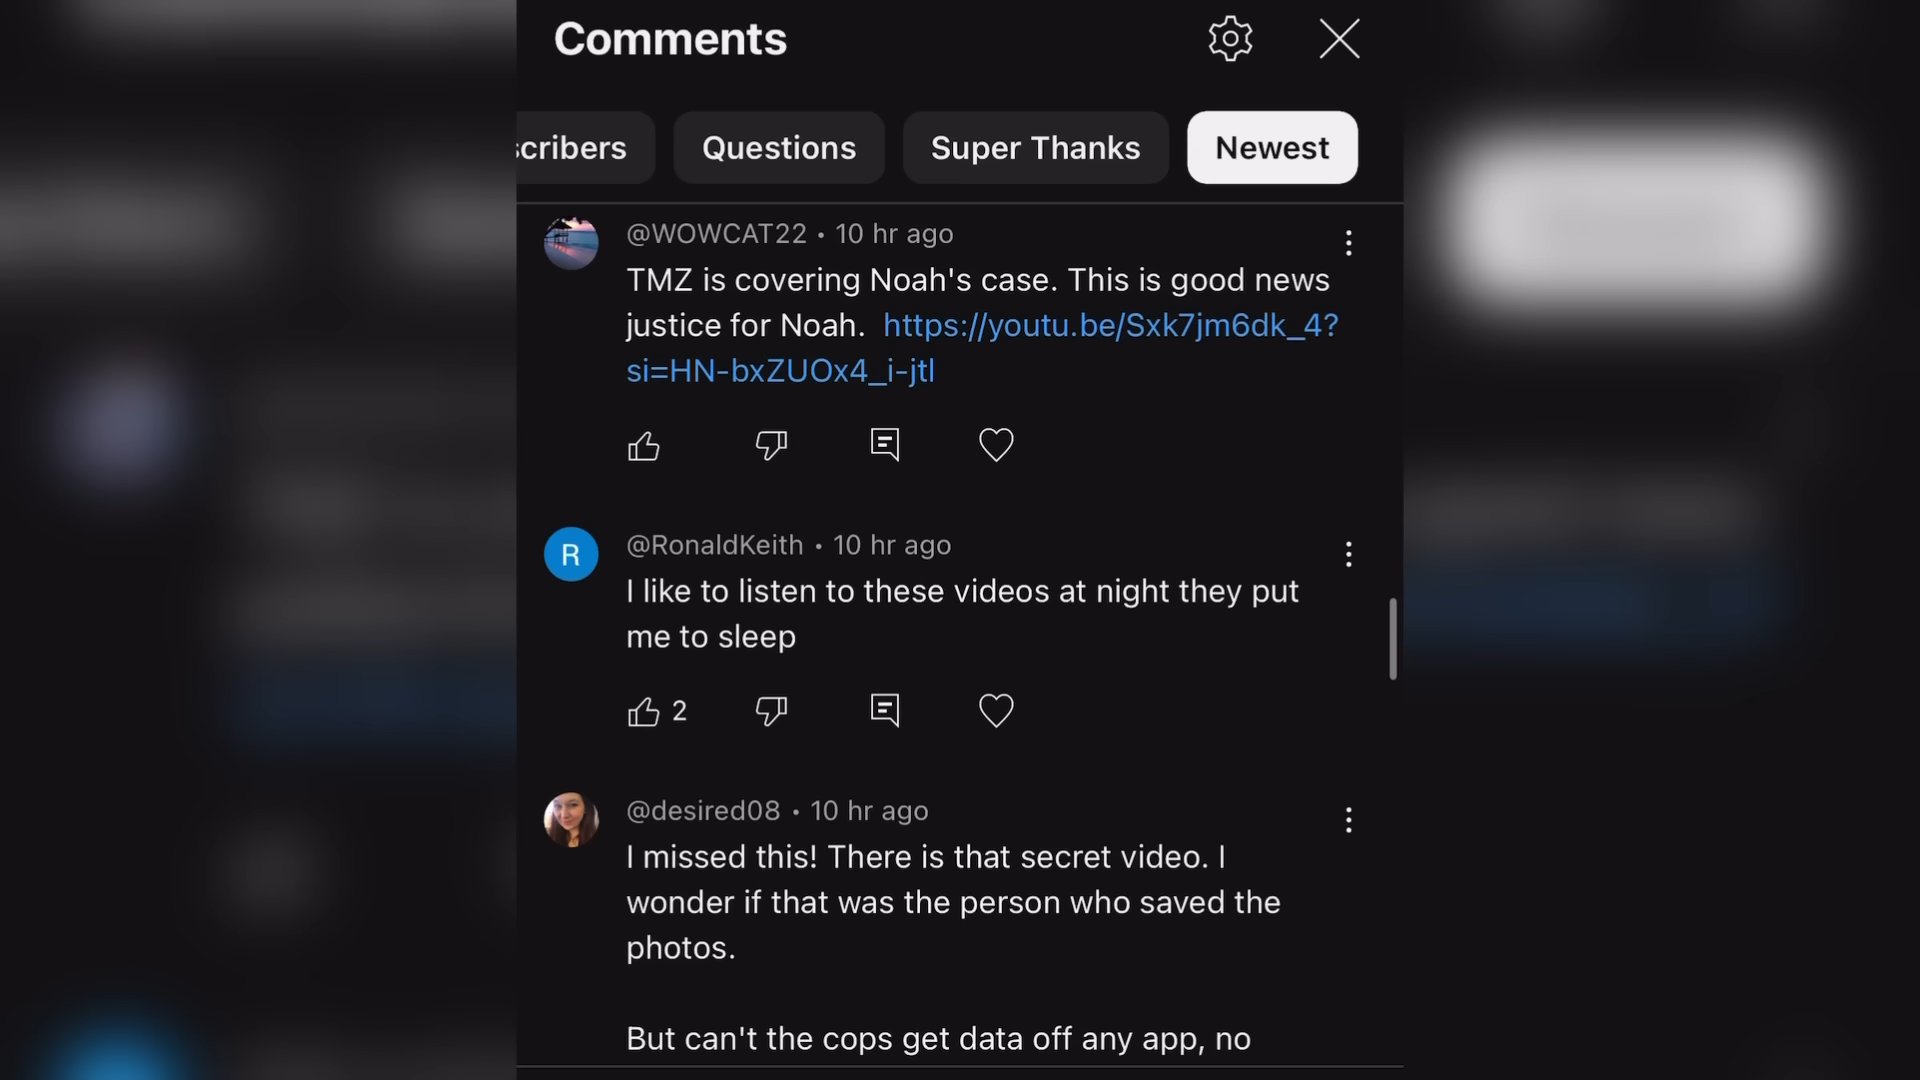 Comments
scribers
Questions
Super Thanks
Newest
@WOWCAT22 • 10 hr ago
TMZ is covering Noah's case. This is good news
justice for Noah. https://youtu.be/Sxk7jm6dk_4?
si=HN-bxZUOx4_i-jtl
R
@RonaldKeith • 10 hr ago
I like to listen to these videos at night they put
me to sleep
2
@desired08 • 10 hr ago
I missed this! There is that secret video. I
wonder if that was the person who saved the
photos.
But can't the cops get data off any app, no